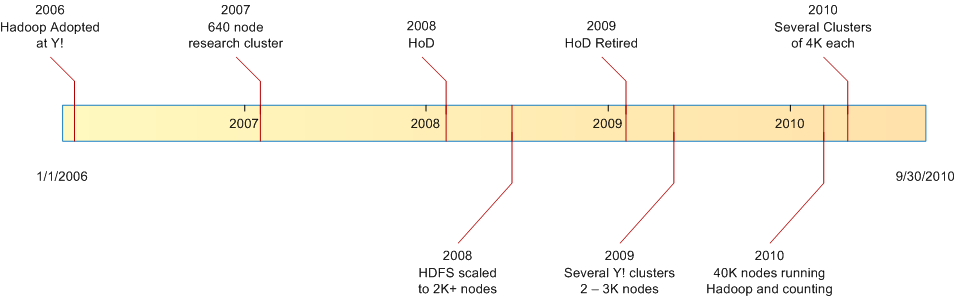 2006
Hadoop Adopted
at Y!
2007
640 node
research cluster
2008
HoD
2009
HoD Retired
2010
Several Clusters
of 4K each
2007
2008
2009
2010
1/1/2006
9/30/2010
2008
HDFS scaled
to 2K+ nodes
2009
Several Y! clusters
2 – 3K nodes
2010
40K nodes running
Hadoop and counting